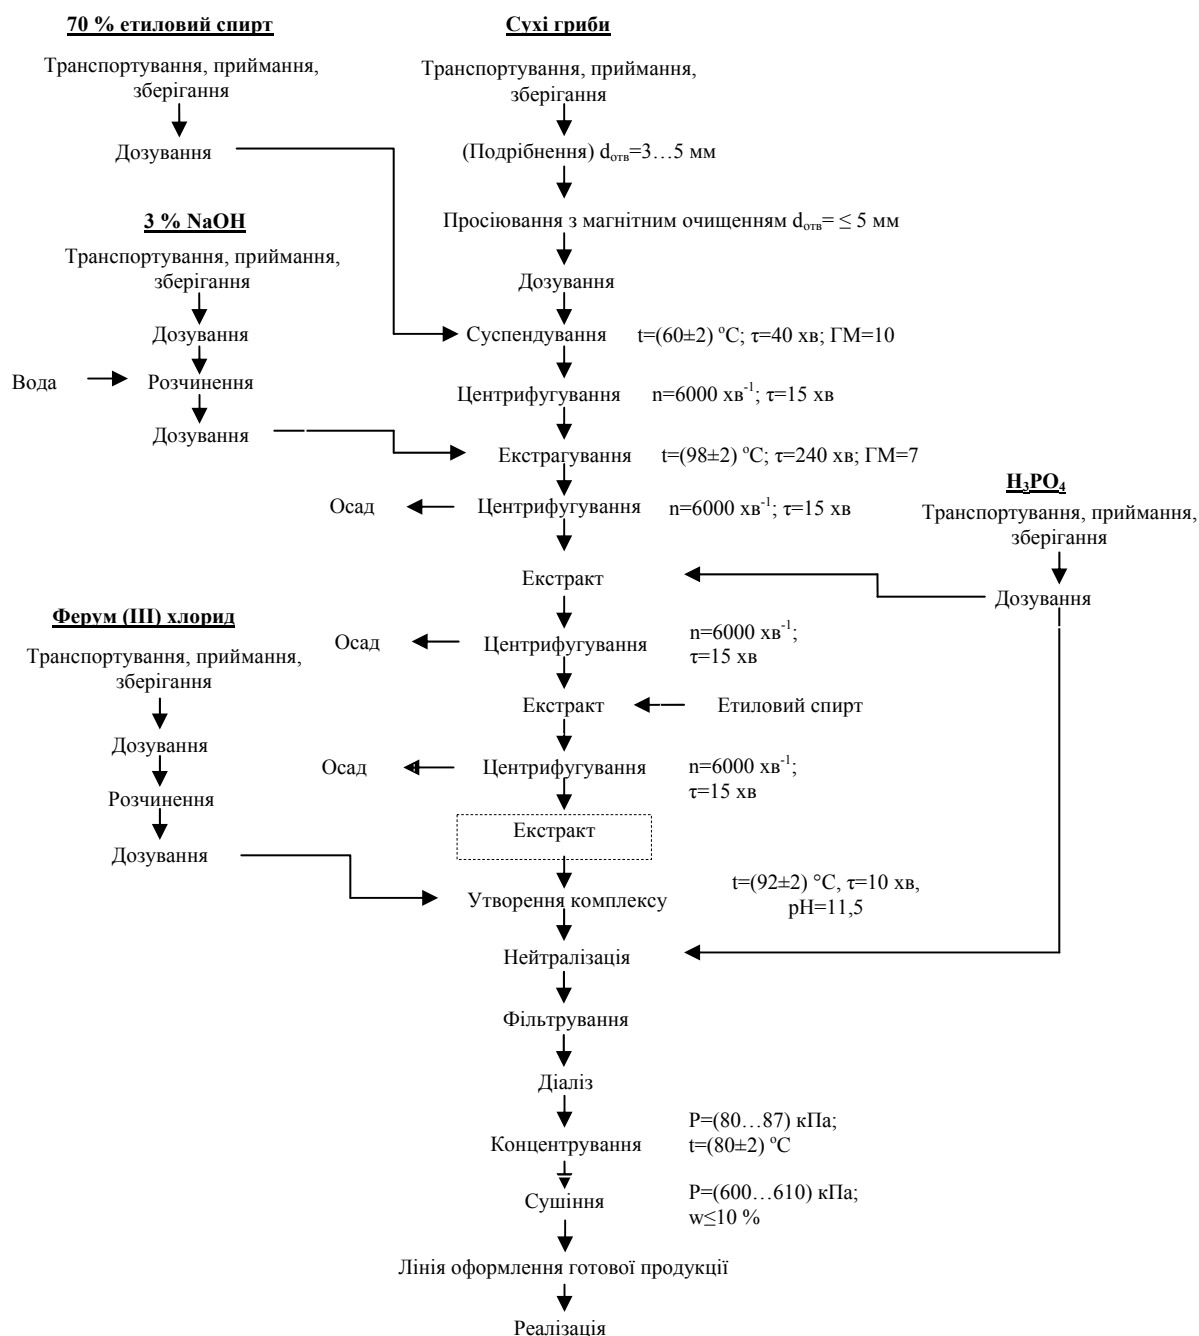 70 % етиловий спирт
Транспортування, приймання,
зберігання
Дозування
Сухі гриби
Транспортування, приймання,
зберігання
(Подрібнення) dотв=3…5 мм
Просіювання з магнітним очищенням dотв= ≤ 5 мм
Дозування
3 % NaOH
Транспортування, приймання,
зберігання
Дозування
Вода
Розчинення
Дозування
Суспендування t=(60±2) ºС; τ=40 хв; ГМ=10
Центрифугування n=6000 хв-1; τ=15 хв
Екстрагування t=(98±2) ºС; τ=240 хв; ГМ=7
Осад
Центрифугування n=6000 хв-1; τ=15 хв
H3PO4
Транспортування, приймання,
зберігання
Дозування
Екстракт
Осад
Центрифугування
n=6000 хв-1;
τ=15 хв
Екстракт
Етиловий спирт
Осад
Центрифугування
n=6000 хв-1;
τ=15 хв
Екстракт
Ферум (ІІІ) хлорид
Транспортування, приймання,
зберігання
Дозування
Розчинення
Дозування
Утворення комплексу
t=(92±2) °С, τ=10 хв,
рН=11,5
Нейтралізація
Фільтрування
Діаліз
Концентрування
Р=(80…87) кПа;
t=(80±2) ºС
Сушіння
Р=(600…610) кПа;
w≤10 %
Лінія оформлення готової продукції
Реалізація